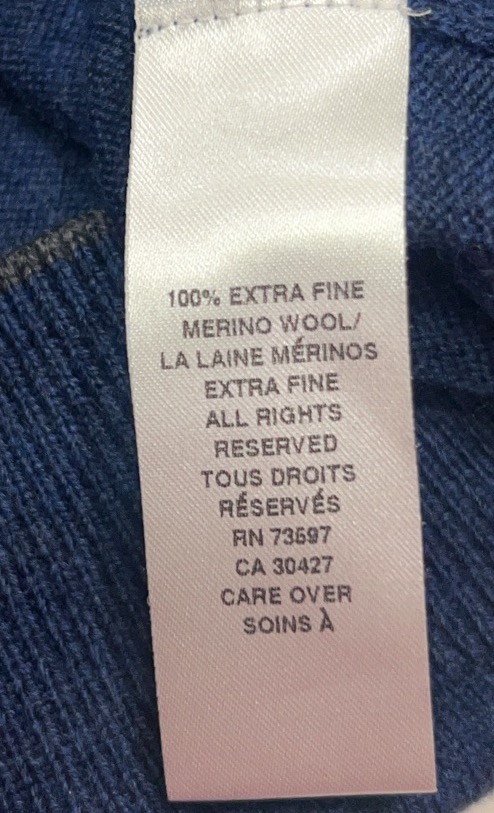 100% EXTRA FINE
MERINO WOOL/
LA LAINE MÉRINOS
EXTRA FINE
ALL RIGHTS
RESERVED
TOUS DROITS
RÉSERVÉS
RN 73697
CA 30427
CARE OVER
SOINS À